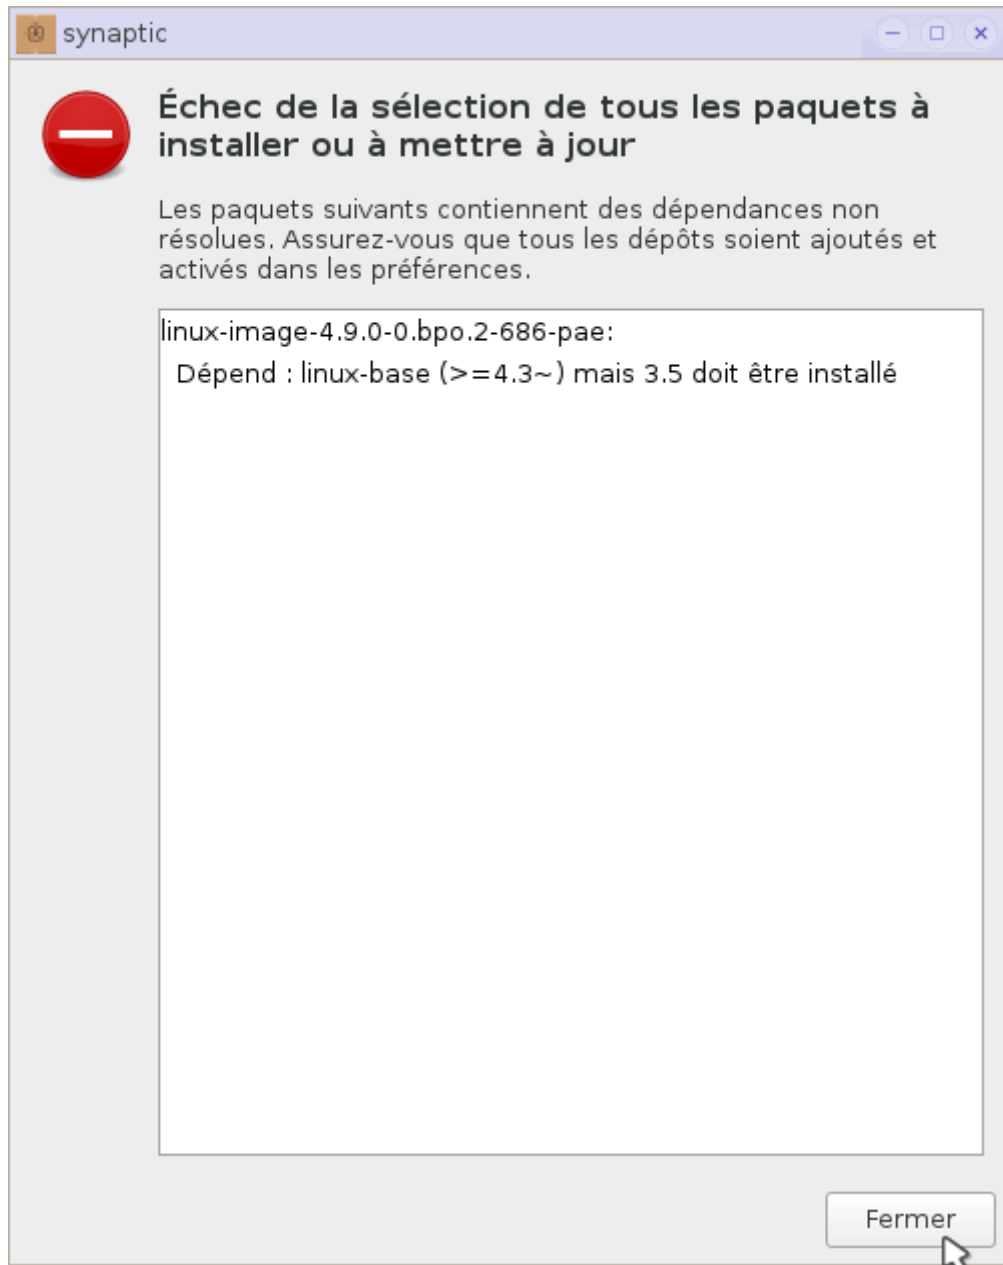 synaptic
Échec de la sélection de tous les paquets à
installer ou à mettre à jour
Les paquets suivants contiennent des dépendances non
résolues. Assurez-vous que tous les dépôts soient ajoutés et
activés dans les préférences.
linux-image-4.9.0-0.bpo.2-686-pae:
Dépend : linux-base (>=4.3~) mais 3.5 doit être installé
Fermer